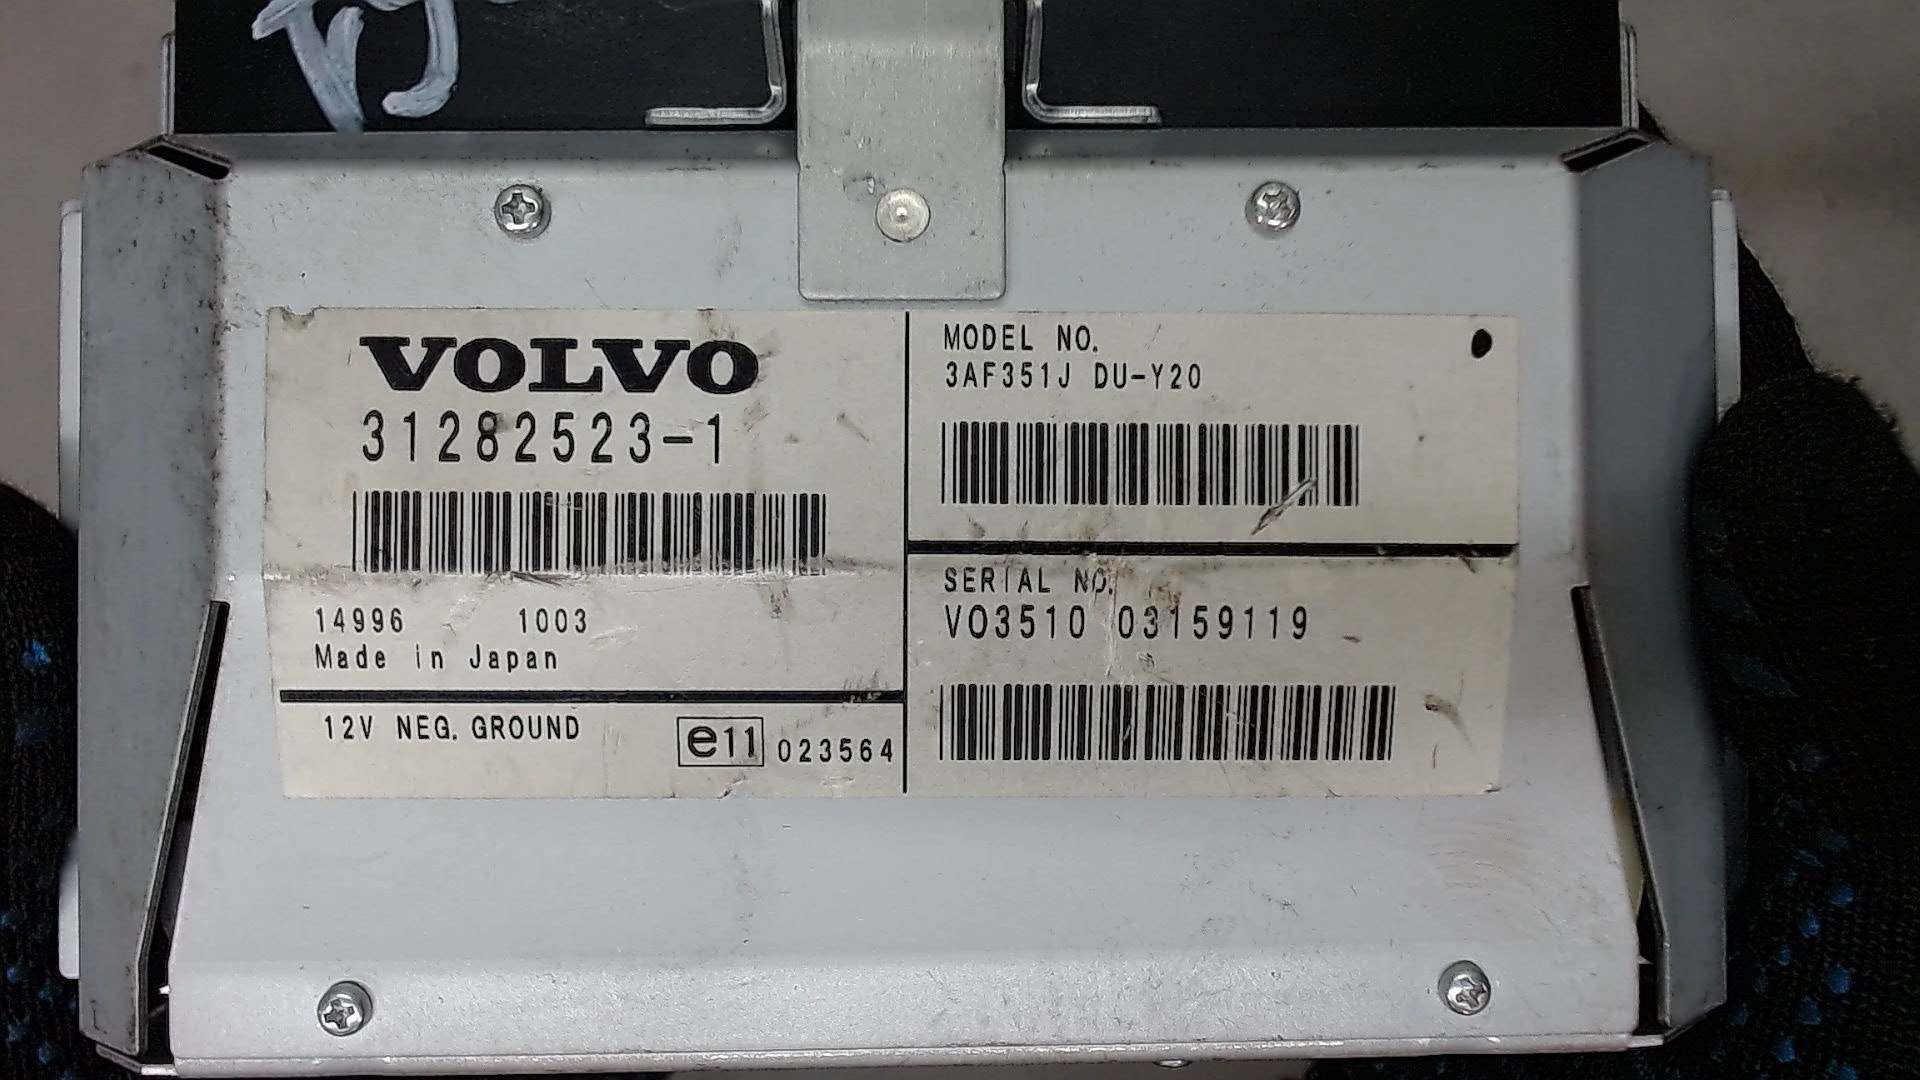 VOLVO
31282523-1
14996 1003
Made in Japan
12V NEG. GROUND
e11 023564
MODEL NO.
3AF351J DU-Y20
SERIAL NO.
VO3510 03159119